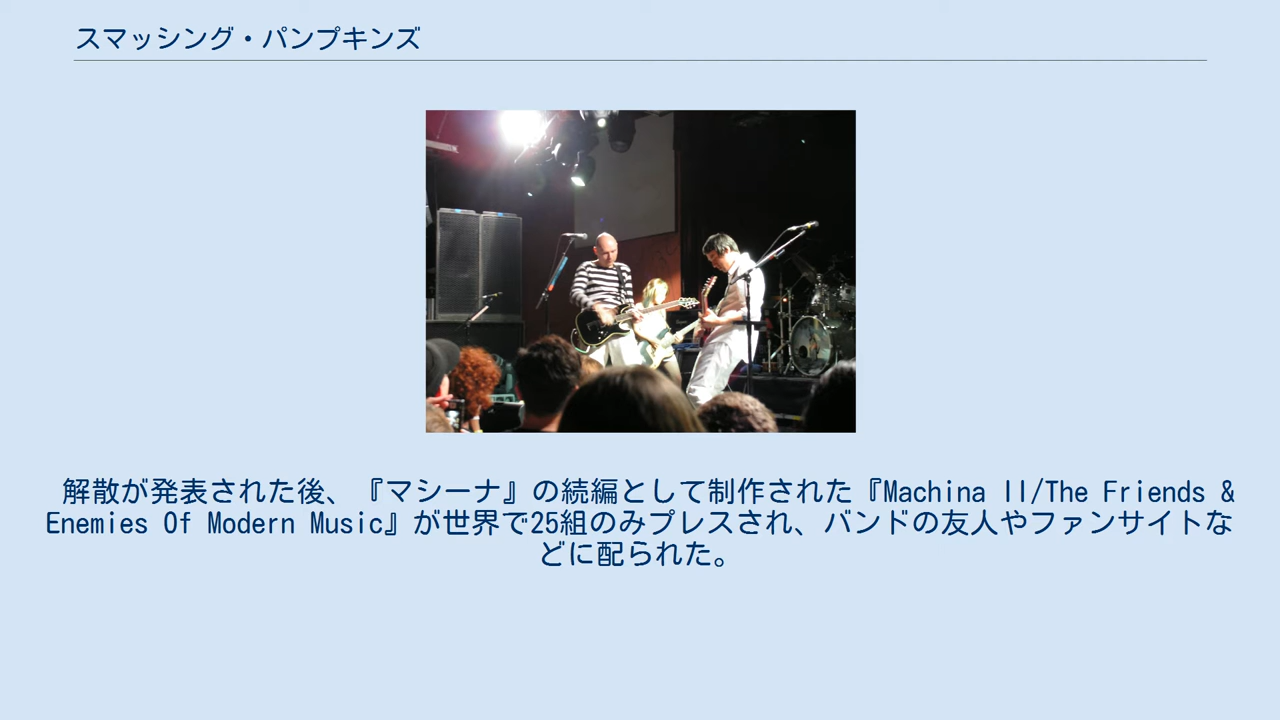 スマッシング・パンプキンズ
解散が発表された後、『マシーナ』の続編として制作された『Machina II/The Friends &
Enemies Of Modern Music』が世界で25組のみプレスされ、バンドの友人やファンサイトな
どに配られた。